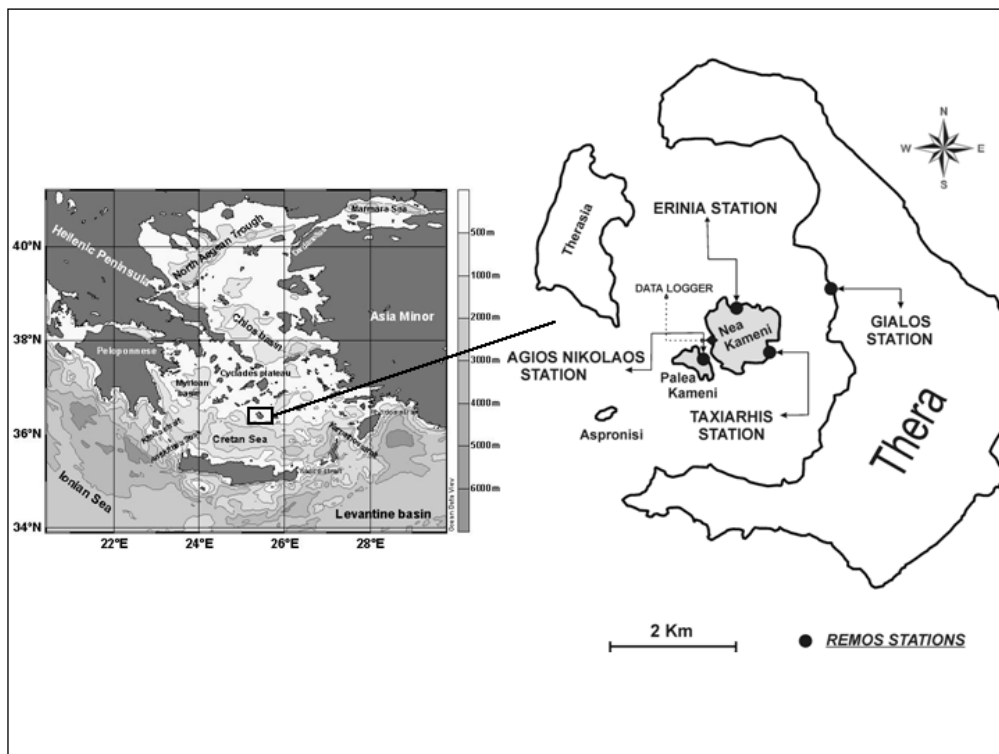 Marmara Sea
North Aegean Trough
Hellenic Peninsula
Chios basin
Asia Minor
Peloponnese
Cyclades plateau
Myrtoan
basin
Cretan Sea
Ionian Sea
Levantine basin
40°N
38°N
36°N
34°N
22°E
24°E
26°E
28°E
500m
1000m
2000m
3000m
4000m
5000m
6000m
Ocean Data View
N
W
E
S
Therasia
ERINIA STATION
DATA LOGGER
Nea
Kameni
GIALOS
STATION
AGIOS NIKOLAOS
STATION
Palea
Kameni
TAXIARHIS
STATION
Aspronisi
Thera
2 Km
REMOS STATIONS